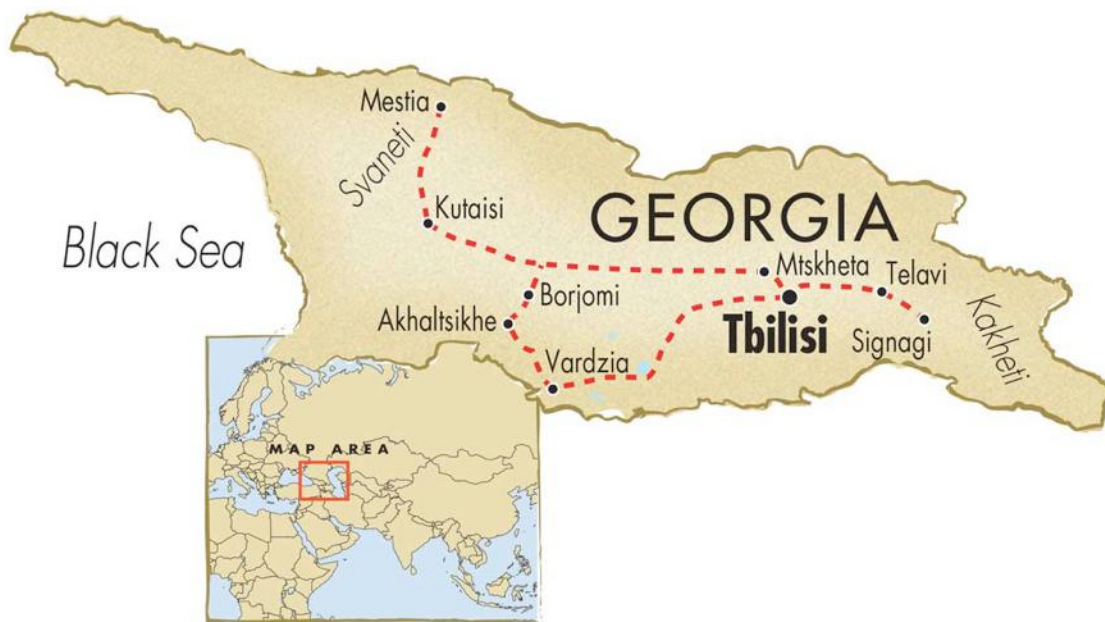 Mestia
Svaneti
Kutaisi
GEORGIA
Black Sea
Mtskheta
Telavi
Borjomi
Akhaltsikhe
Tbilisi
Signagi
Kakheti
Vardzia
MAP AREA